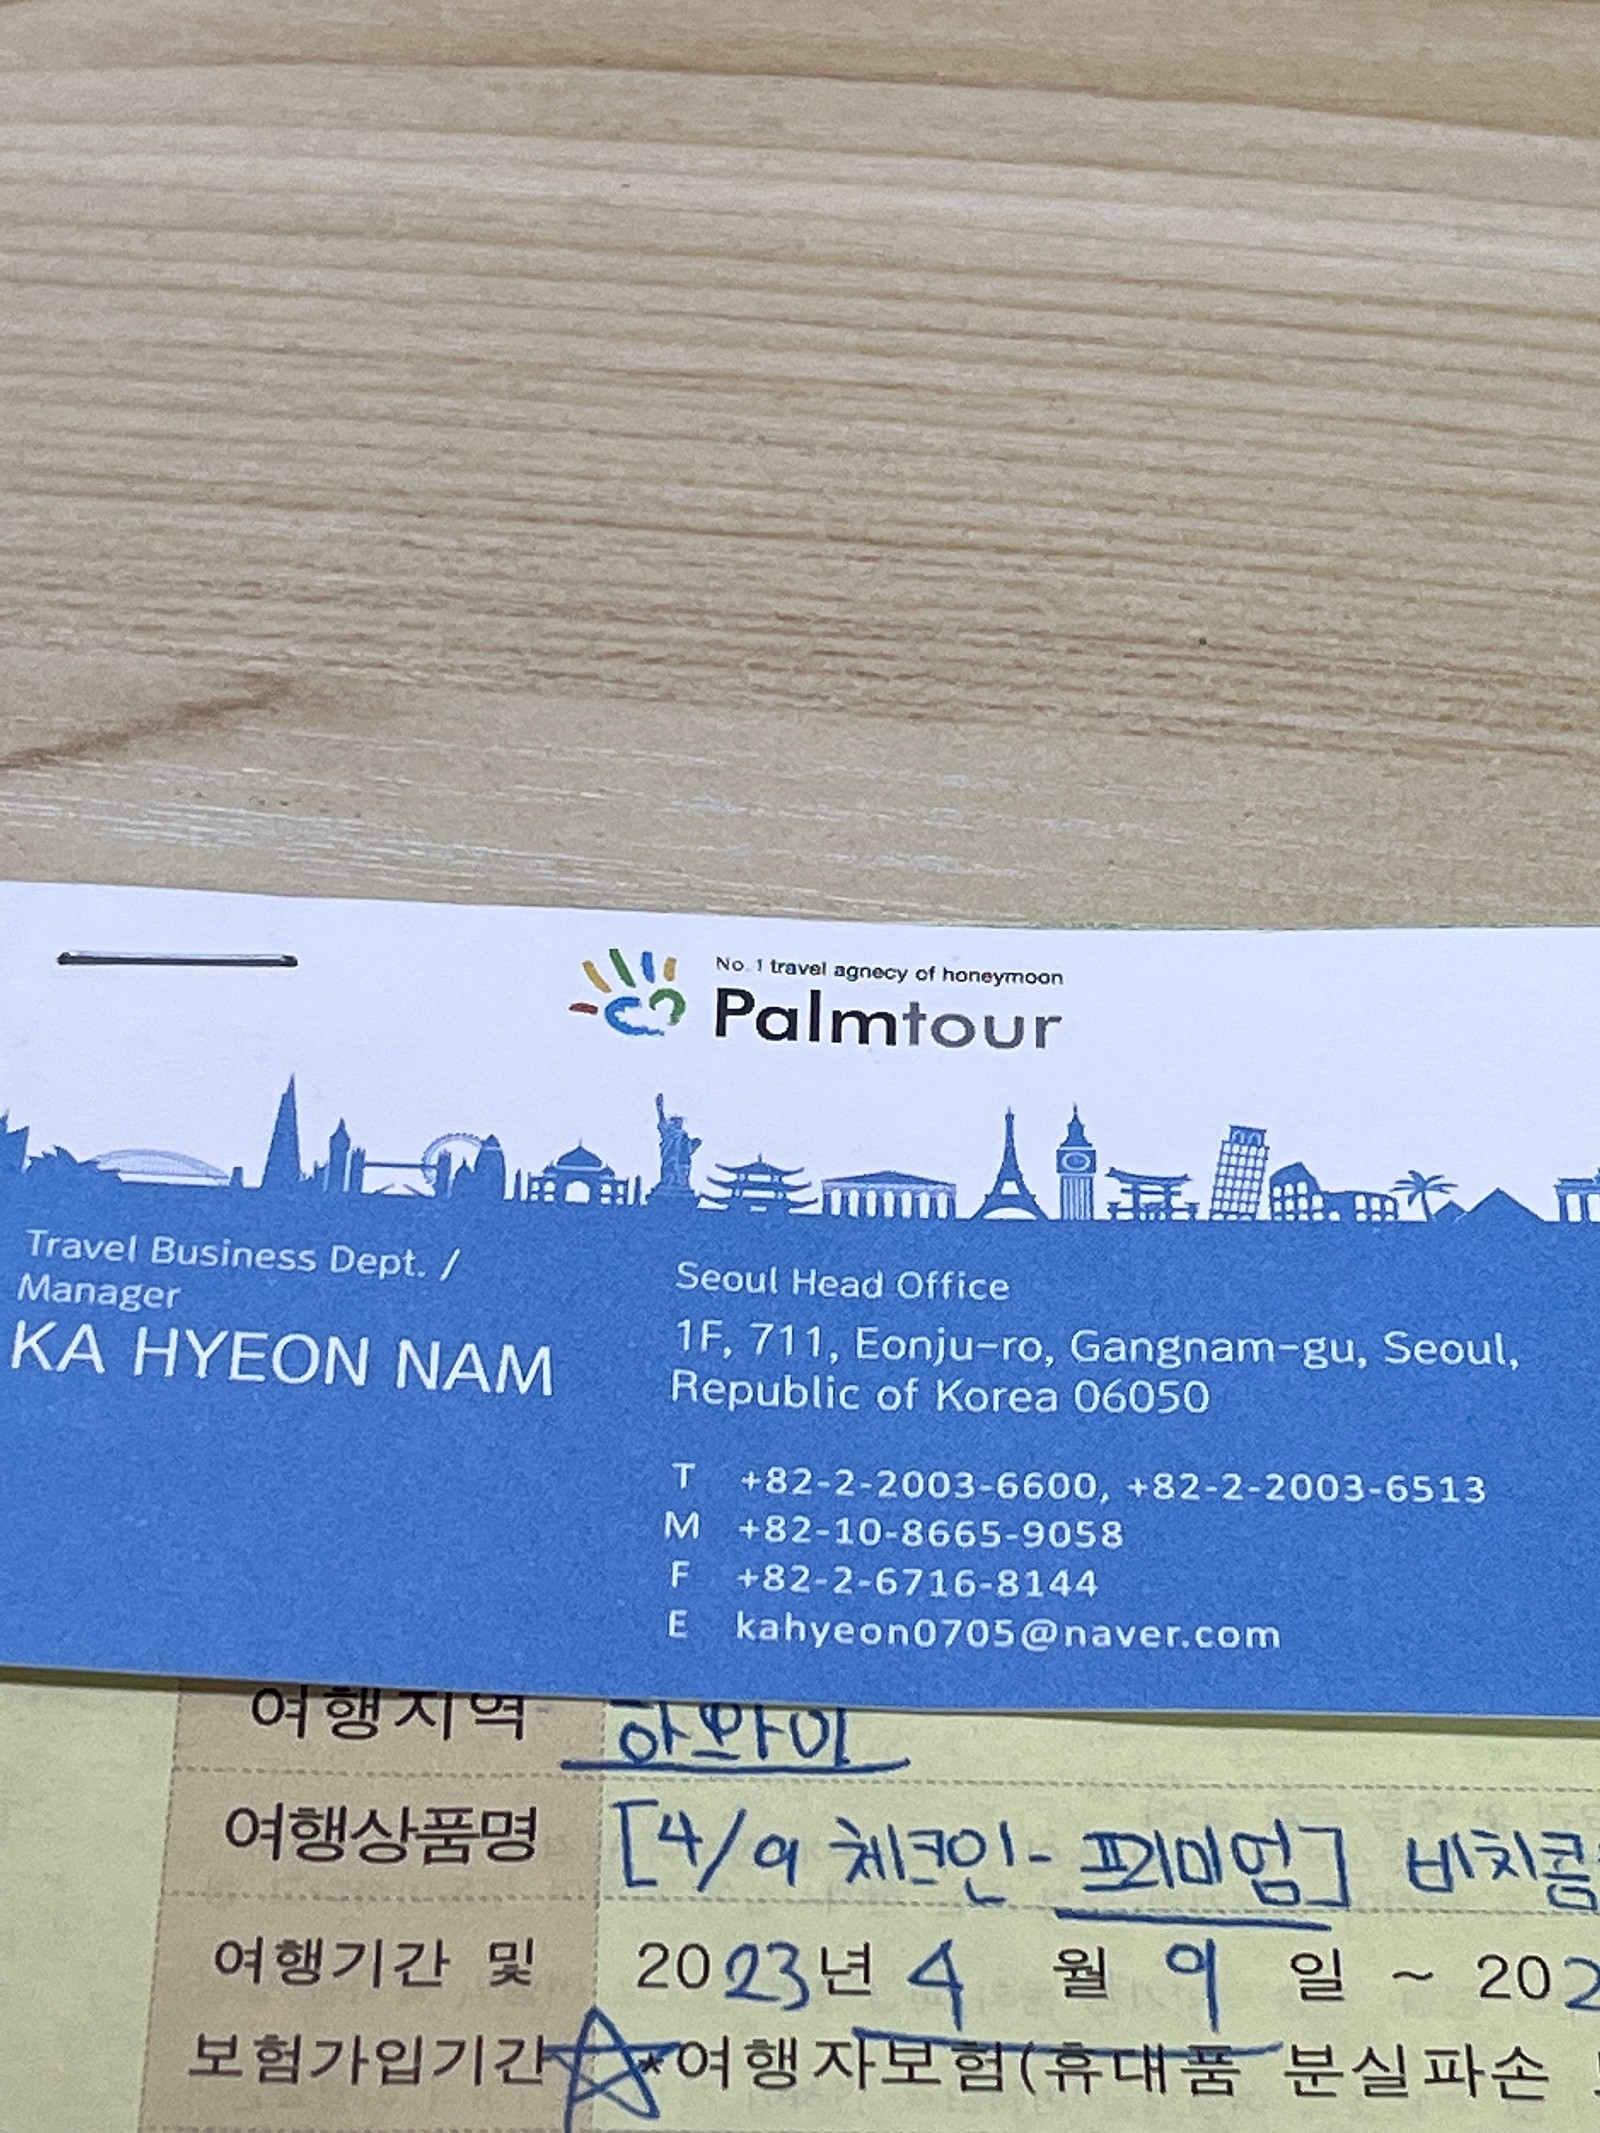 No. 1 travel agnecy of honeymoon
Palmtour
Travel Business Dept. /
Manager
KA HYEON NAM
Seoul Head Office
1F, 711, Eonju-ro, Gangnam-gu, Seoul,
Republic of Korea 06050
T +82-2-2003-6600, +82-2-2003-6513
M +82-10-8665-9058
F +82-2-6716-8144
E kahyeon0705@naver.com
여행지역 하와이
여행상품명 [4/9 체크인- 프리미엄] 비치콤
여행기간 및 2023년 4 월 9 일 ~ 202
보험가입기간 *여행자보험(휴대품 분실파손